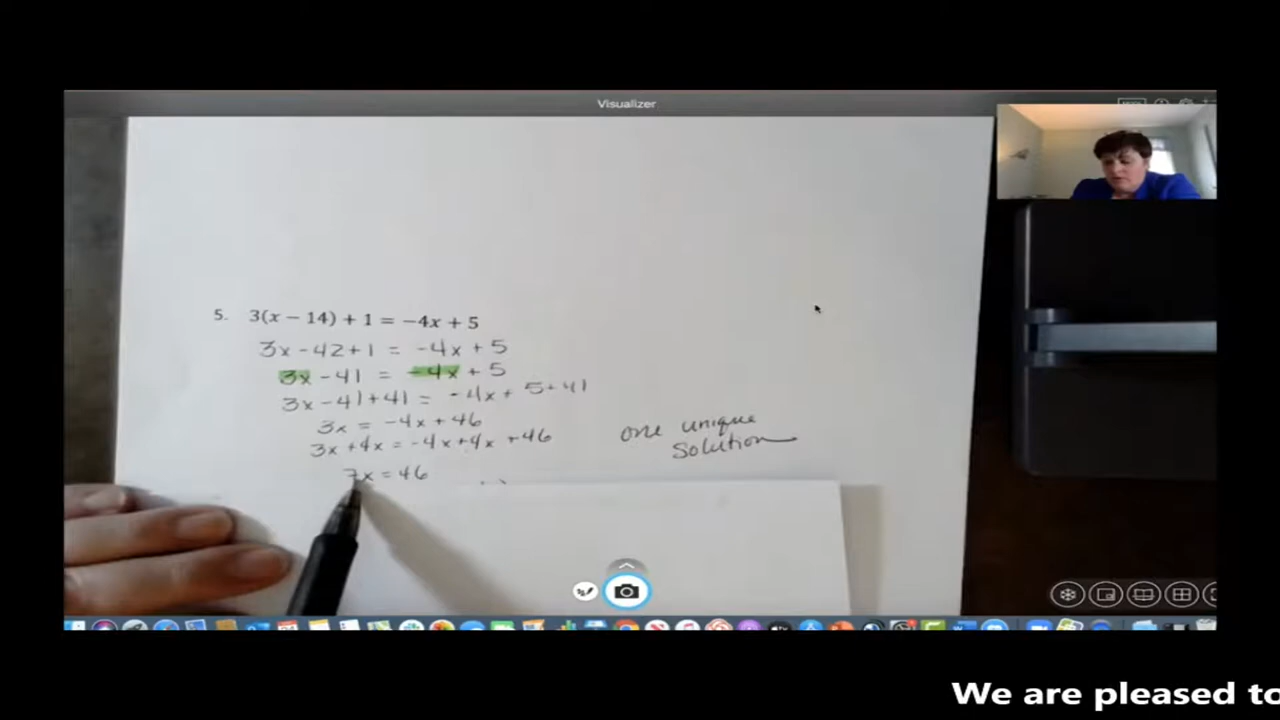 Visualizer
5. 3(x − 14) + 1 = −4x + 5
3x - 42 + 1 = -4x + 5
3x - 41 = -4x + 5
3x - 41 + 41 = -4x + 5 + 41
3x = -4x + 46
3x + 4x = -4x + 4x + 46
7x = 46
one unique
solution
We are pleased to